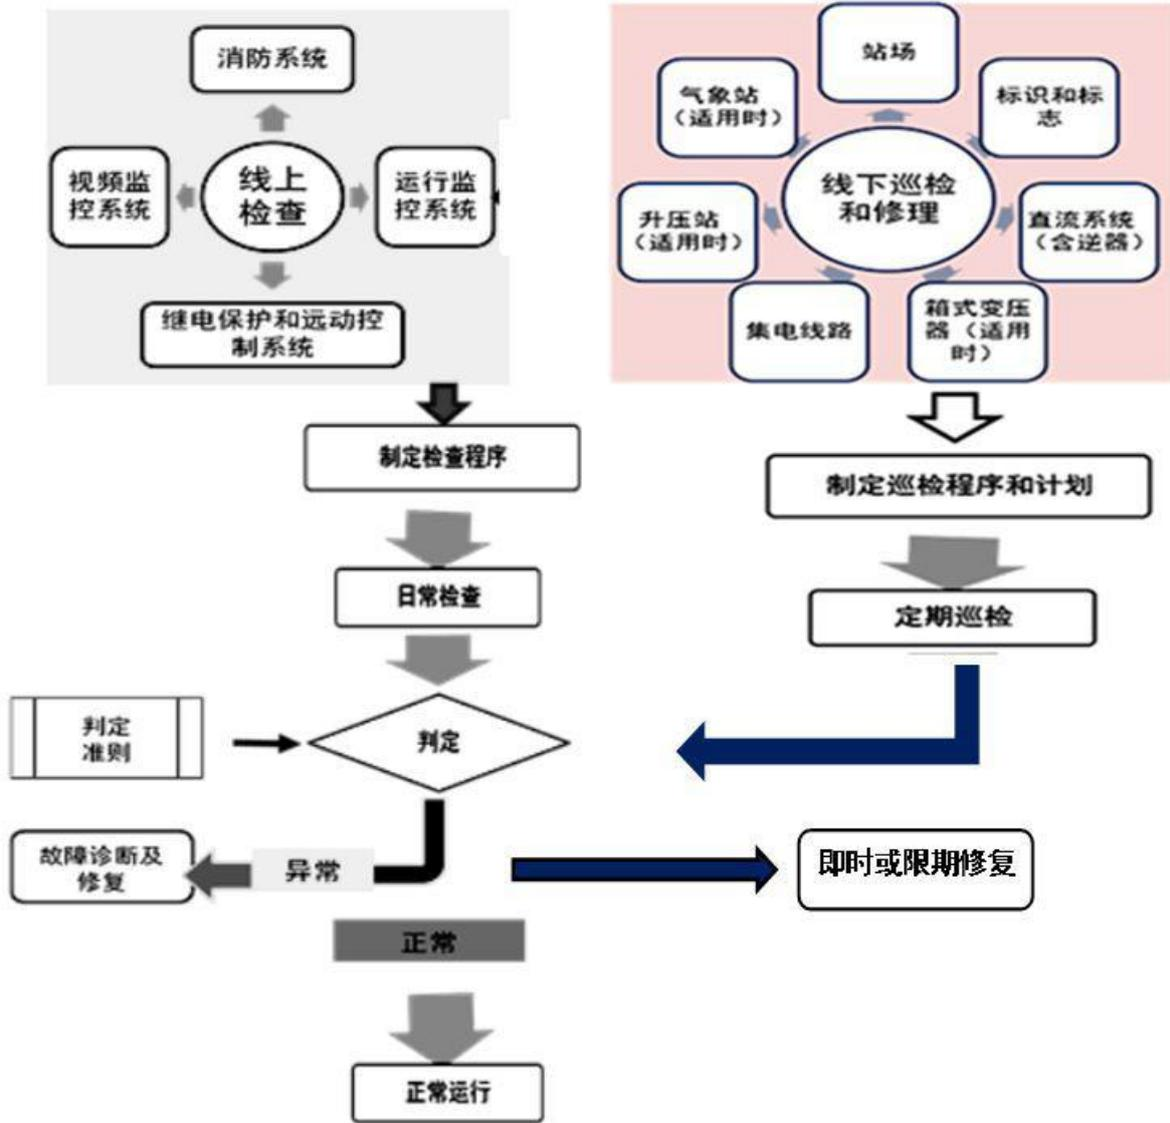 消防系统
视频监
控系统
线上
检查
运行监
控系统
继电保护和远动控
制系统
站场
气象站
（适用时）
标识和标
志
线下巡检
和修理
升压站
（适用时）
直流系统
（含逆器）
集电线路
箱式变压
器（适用
时）
制定检查程序
制定巡检程序和计划
日常检查
定期巡检
判定
准则
判定
故障诊断及
修复
异常
即时或限期修复
正常
正常运行